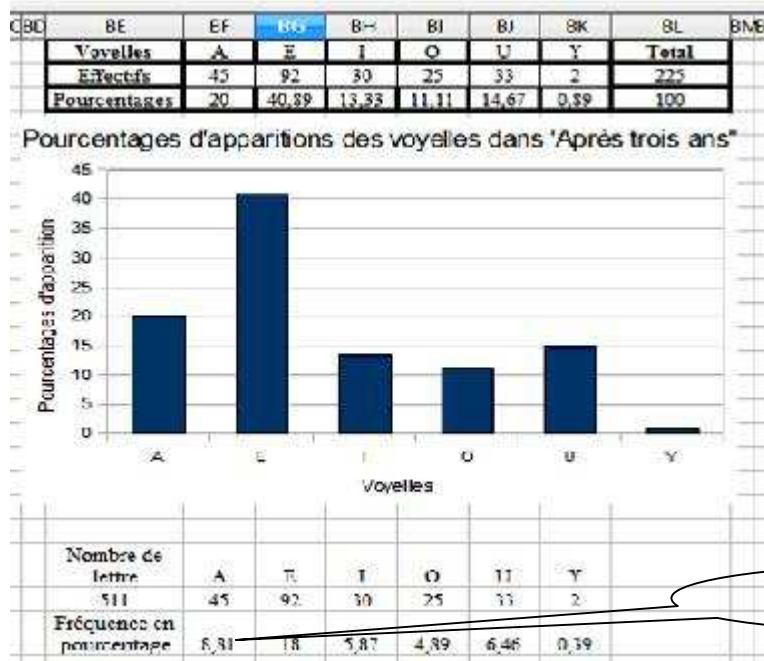 BD BE BF BG BH BI BJ BK BL BM
Voyelles A E I O U Y Total
Effectifs 45 92 30 25 33 2 225
Pourcentages 20 40,89 13,33 11,11 14,67 0,89 100
Pourcentages d'apparitions des voyelles dans "Après trois ans"
Pourcentages d'apparition
45
40
35
30
25
20
15
10
5
0
A E I O U Y
Voyelles
Nombre de
lettre A E I O U Y
511 45 92 30 25 33 2
Fréquence en
pourcentage 8,81 18 5,87 4,89 6,46 0,39